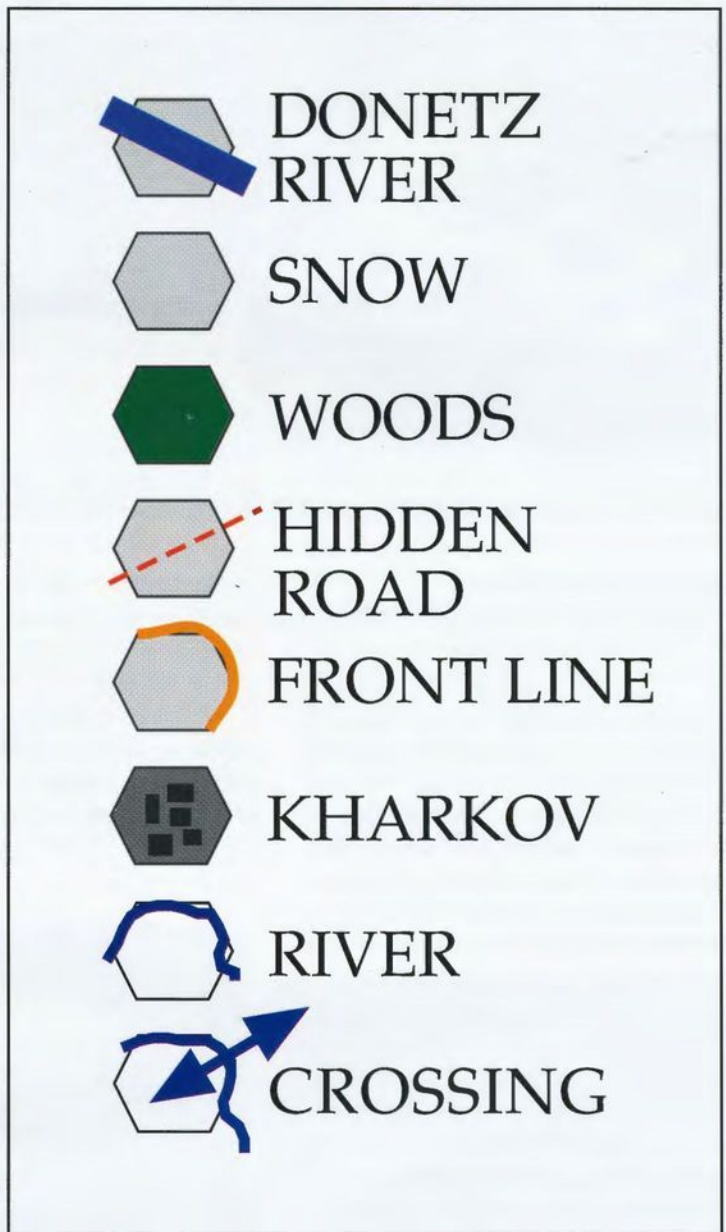 DONETZ
RIVER
SNOW
WOODS
HIDDEN
ROAD
FRONT LINE
KHARKOV
RIVER
CROSSING